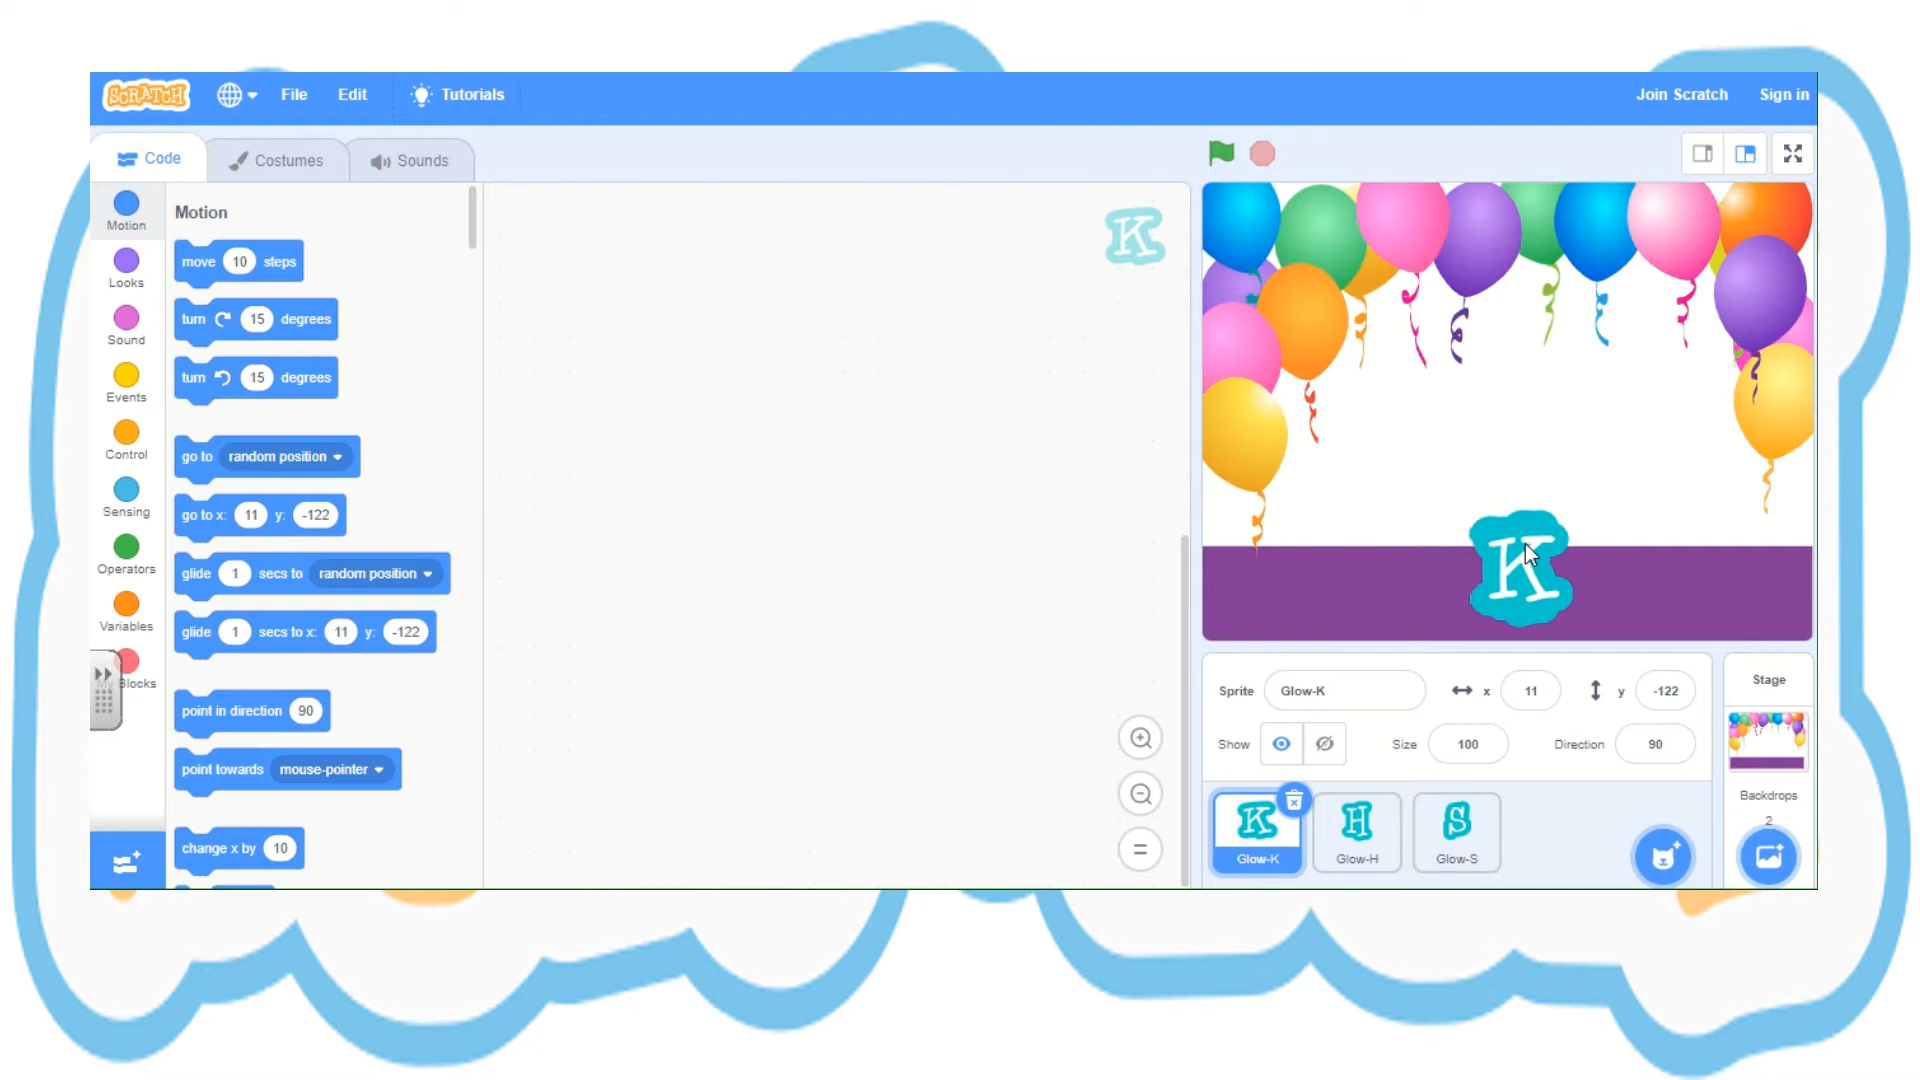 SCRATCH File Edit Tutorials Join Scratch Sign in
Code Costumes Sounds
Motion
Looks
Sound
Events
Control
Sensing
Operators
Variables
Blocks
Motion
move 10 steps
turn 15 degrees
turn 15 degrees
go to random position
go to x: 11 y: -122
glide 1 secs to random position
glide 1 secs to x: 11 y: -122
point in direction 90
point towards mouse-pointer
change x by 10
K
K
Sprite Glow-K x 11 y -122
Show Size 100 Direction 90
K H S
Glow-K Glow-H Glow-S
Stage
Backdrops
2